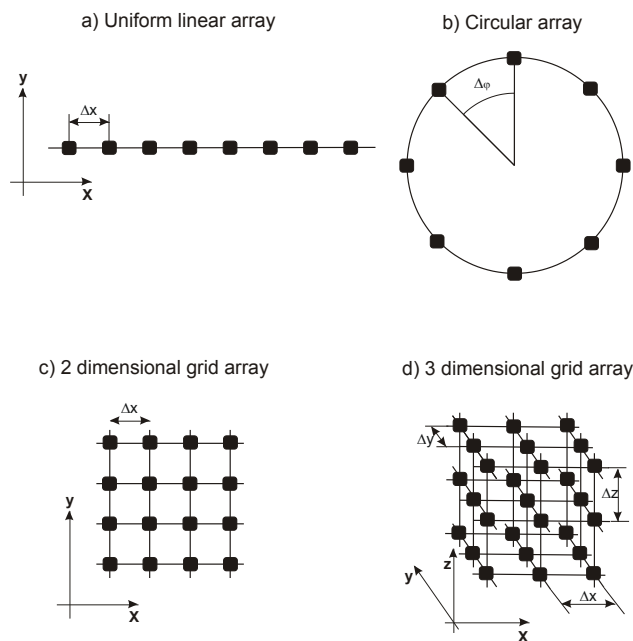 a) Uniform linear array
b) Circular array
y
Δx
x
Δφ
c) 2 dimensional grid array
d) 3 dimensional grid array
Δx
y
x
Δy
Δz
z
y
Δx
x